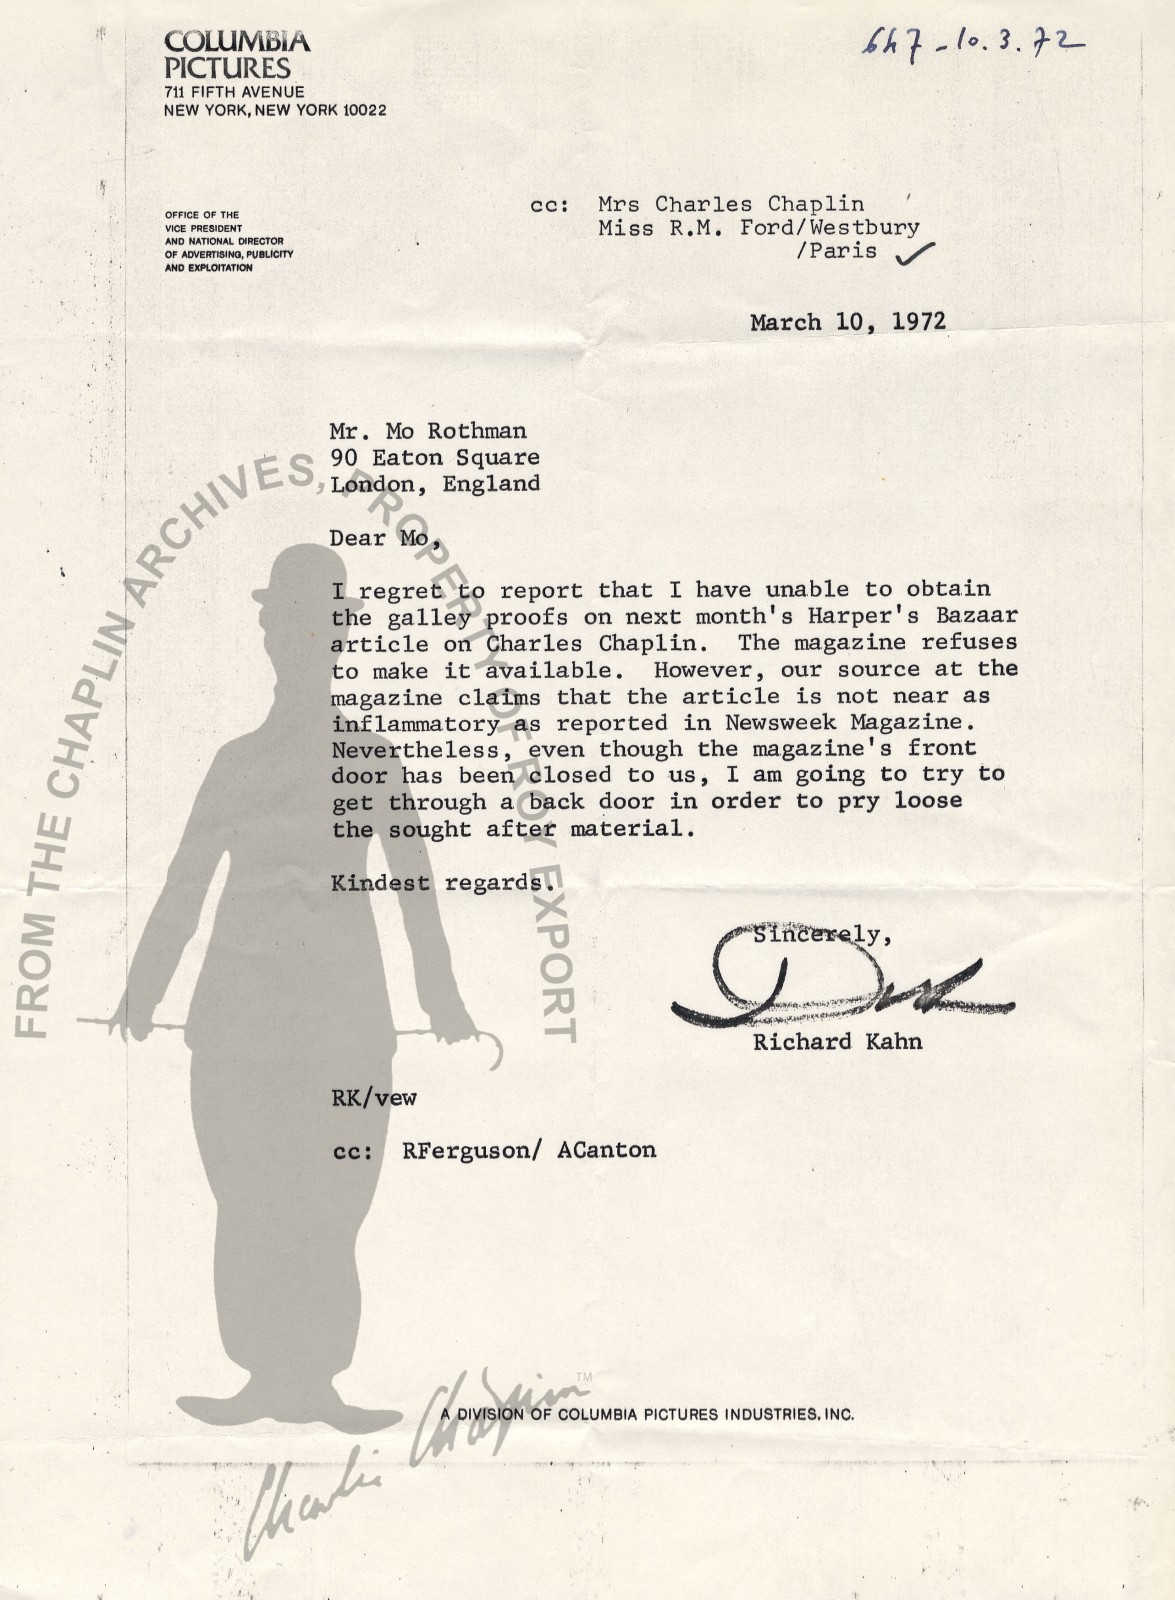 COLUMBIA
PICTURES
711 FIFTH AVENUE
NEW YORK, NEW YORK 10022
647-10.3.72
OFFICE OF THE
VICE PRESIDENT
AND NATIONAL DIRECTOR
OF ADVERTISING, PUBLICITY
AND EXPLOITATION
cc: Mrs Charles Chaplin
Miss R.M. Ford/Westbury
/Paris ✓
March 10, 1972
Mr. Mo Rothman
90 Eaton Square
London, England
Dear Mo,
I regret to report that I have unable to obtain
the galley proofs on next month's Harper's Bazaar
article on Charles Chaplin. The magazine refuses
to make it available. However, our source at the
magazine claims that the article is not near as
inflammatory as reported in Newsweek Magazine.
Nevertheless, even though the magazine's front
door has been closed to us, I am going to try to
get through a back door in order to pry loose
the sought after material.
Kindest regards.
Sincerely,
Dick
Richard Kahn
RK/vew
cc: RFerguson/ ACanton
A DIVISION OF COLUMBIA PICTURES INDUSTRIES, INC.
FROM THE CHAPLIN ARCHIVES, PROPERTY OF ROY EXPORT
Charlie Chaplin™